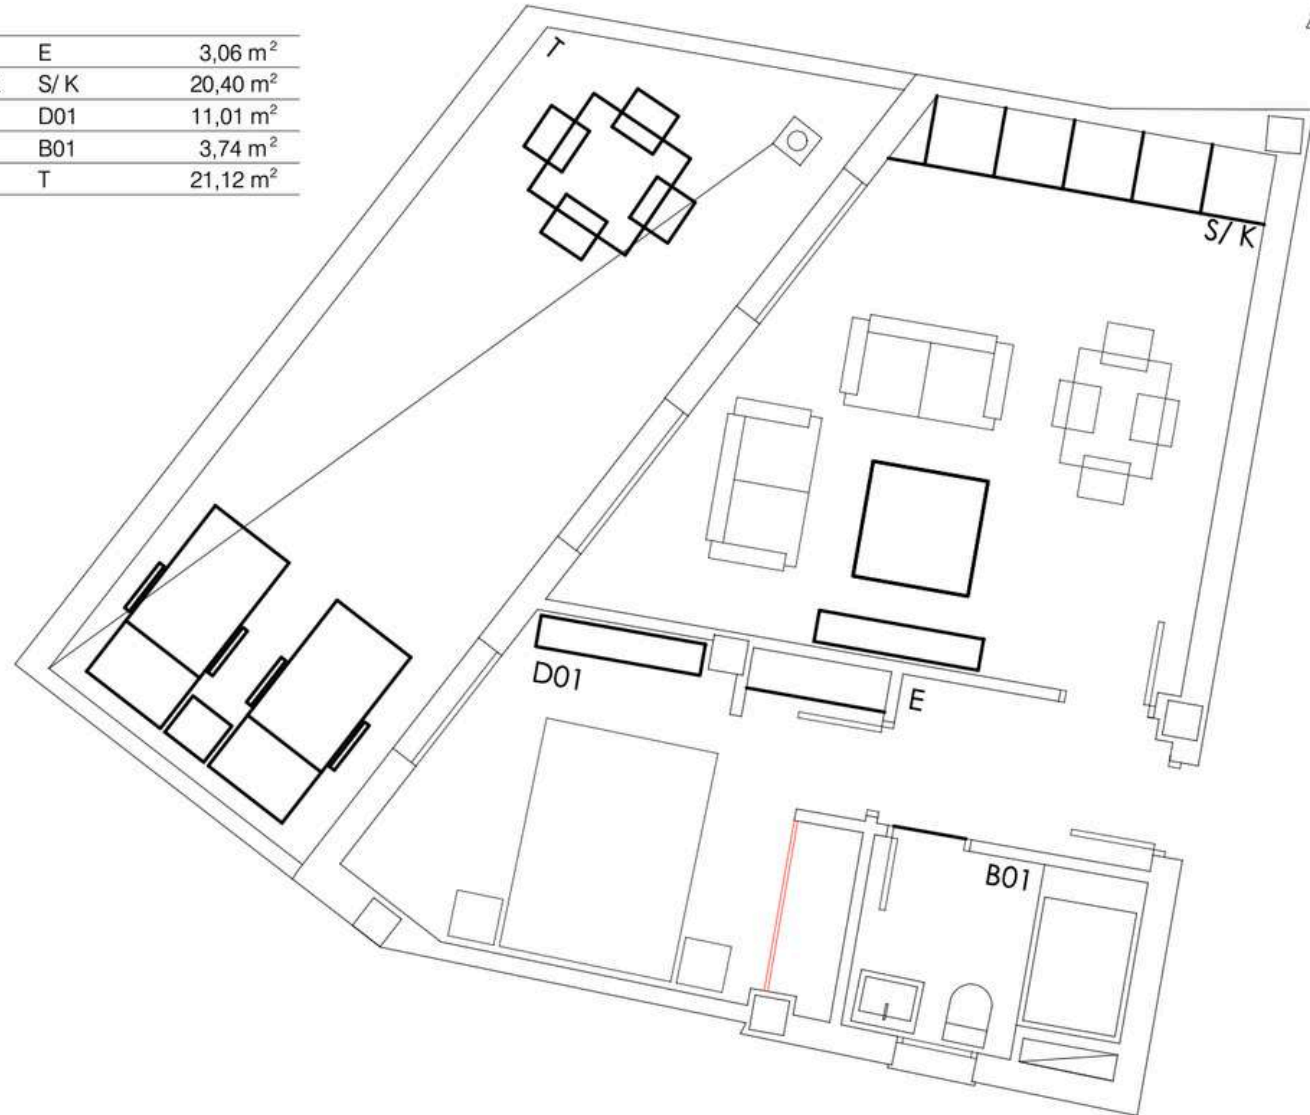 E 3,06 m²
S/ K 20,40 m²
D01 11,01 m²
B01 3,74 m²
T 21,12 m²
T
S/ K
D01
E
B01